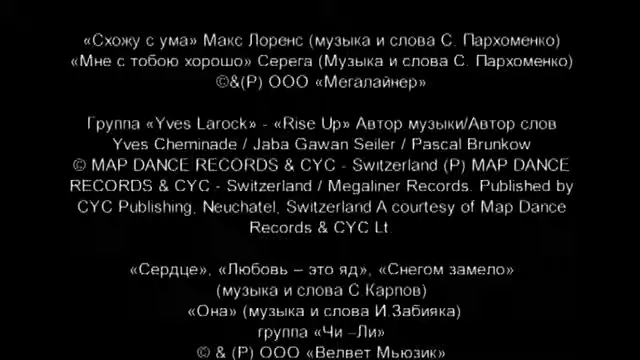 «Схожу с ума» Макс Лоренс (музыка и слова С. Пархоменко)
«Мне с тобою хорошо» Серега (Музыка и слова С. Пархоменко)
©&(P) ООО «Мегалайнер»
Группа «Yves Larock» - «Rise Up» Автор музыки/Автор слов
Yves Cheminade / Jaba Gawan Seiler / Pascal Brunkow
© MAP DANCE RECORDS & CYC - Switzerland (P) MAP DANCE
RECORDS & CYC - Switzerland / Megaliner Records. Published by
CYC Publishing, Neuchatel, Switzerland A courtesy of Map Dance
Records & CYC Lt
«Сердце», «Любовь – это яд», «Снегом замело»
(музыка и слова С.Карпов)
«Она» (музыка и слова И.Забияка)
группа «Чи –Ли»
© & (P) ООО «Велвет Мьюзик»